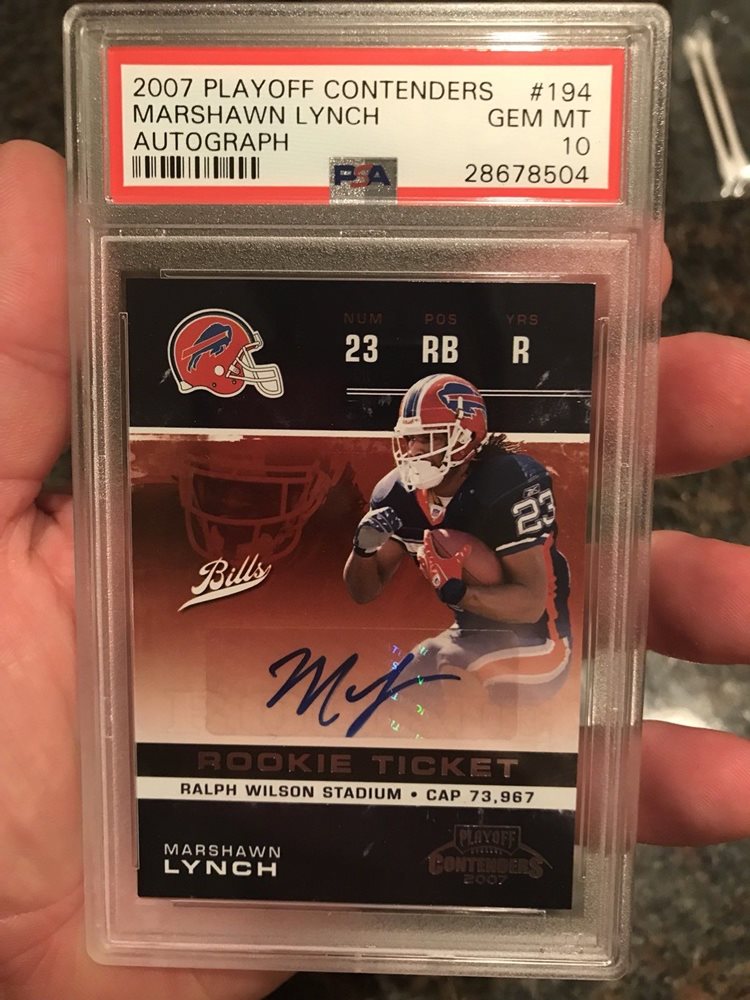 2007 PLAYOFF CONTENDERS #194
MARSHAWN LYNCH GEM MT
AUTOGRAPH 10
PSA 28678504
NUM POS YRS
23 RB R
23
Bills
ROOKIE TICKET
RALPH WILSON STADIUM • CAP 73,967
MARSHAWN
LYNCH
PLAYOFF
CONTENDERS
2007